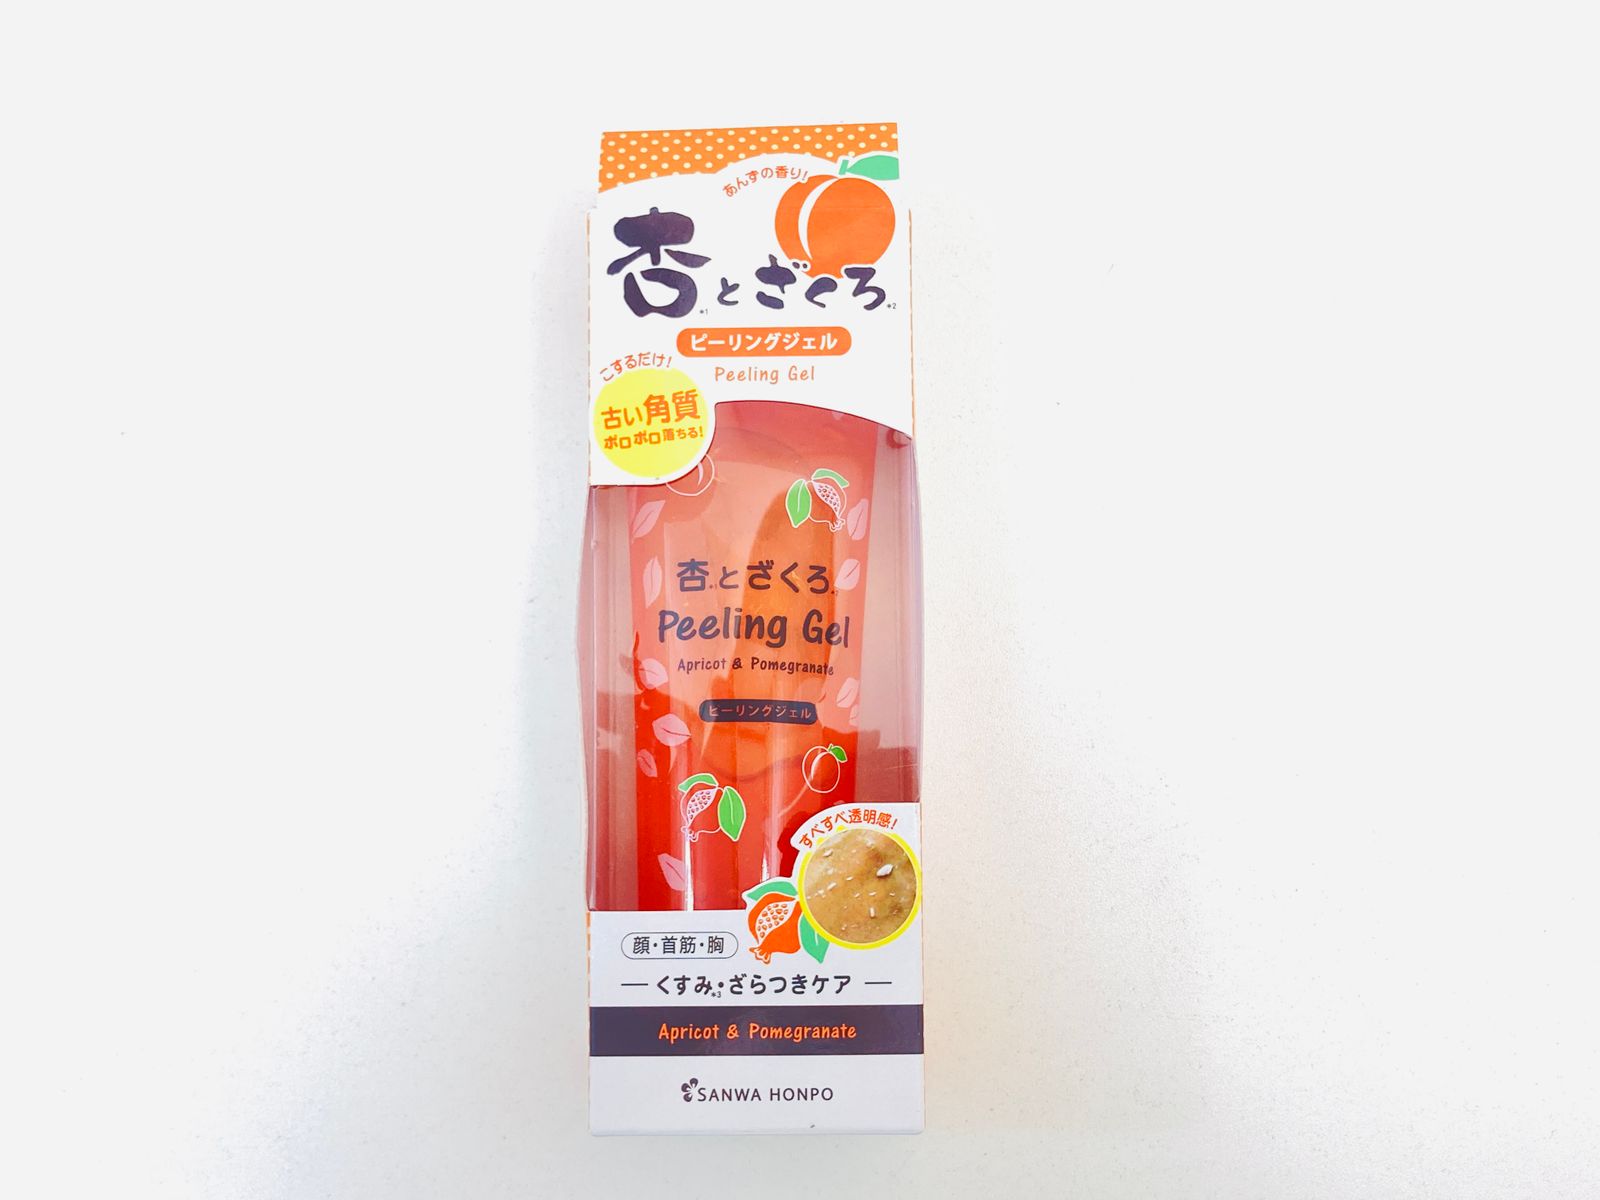 あんずの香り!
杏※1とざくろ※2
ピーリングジェル
Peeling Gel
こするだけ!
古い角質
ポロポロ落ちる!
杏とざくろ
Peeling Gel
Apricot & Pomegranate
ピーリングジェル
すべすべ透明感!
顔・首筋・胸
くすみ※3・ざらつきケア
Apricot & Pomegranate
SANWA HONPO